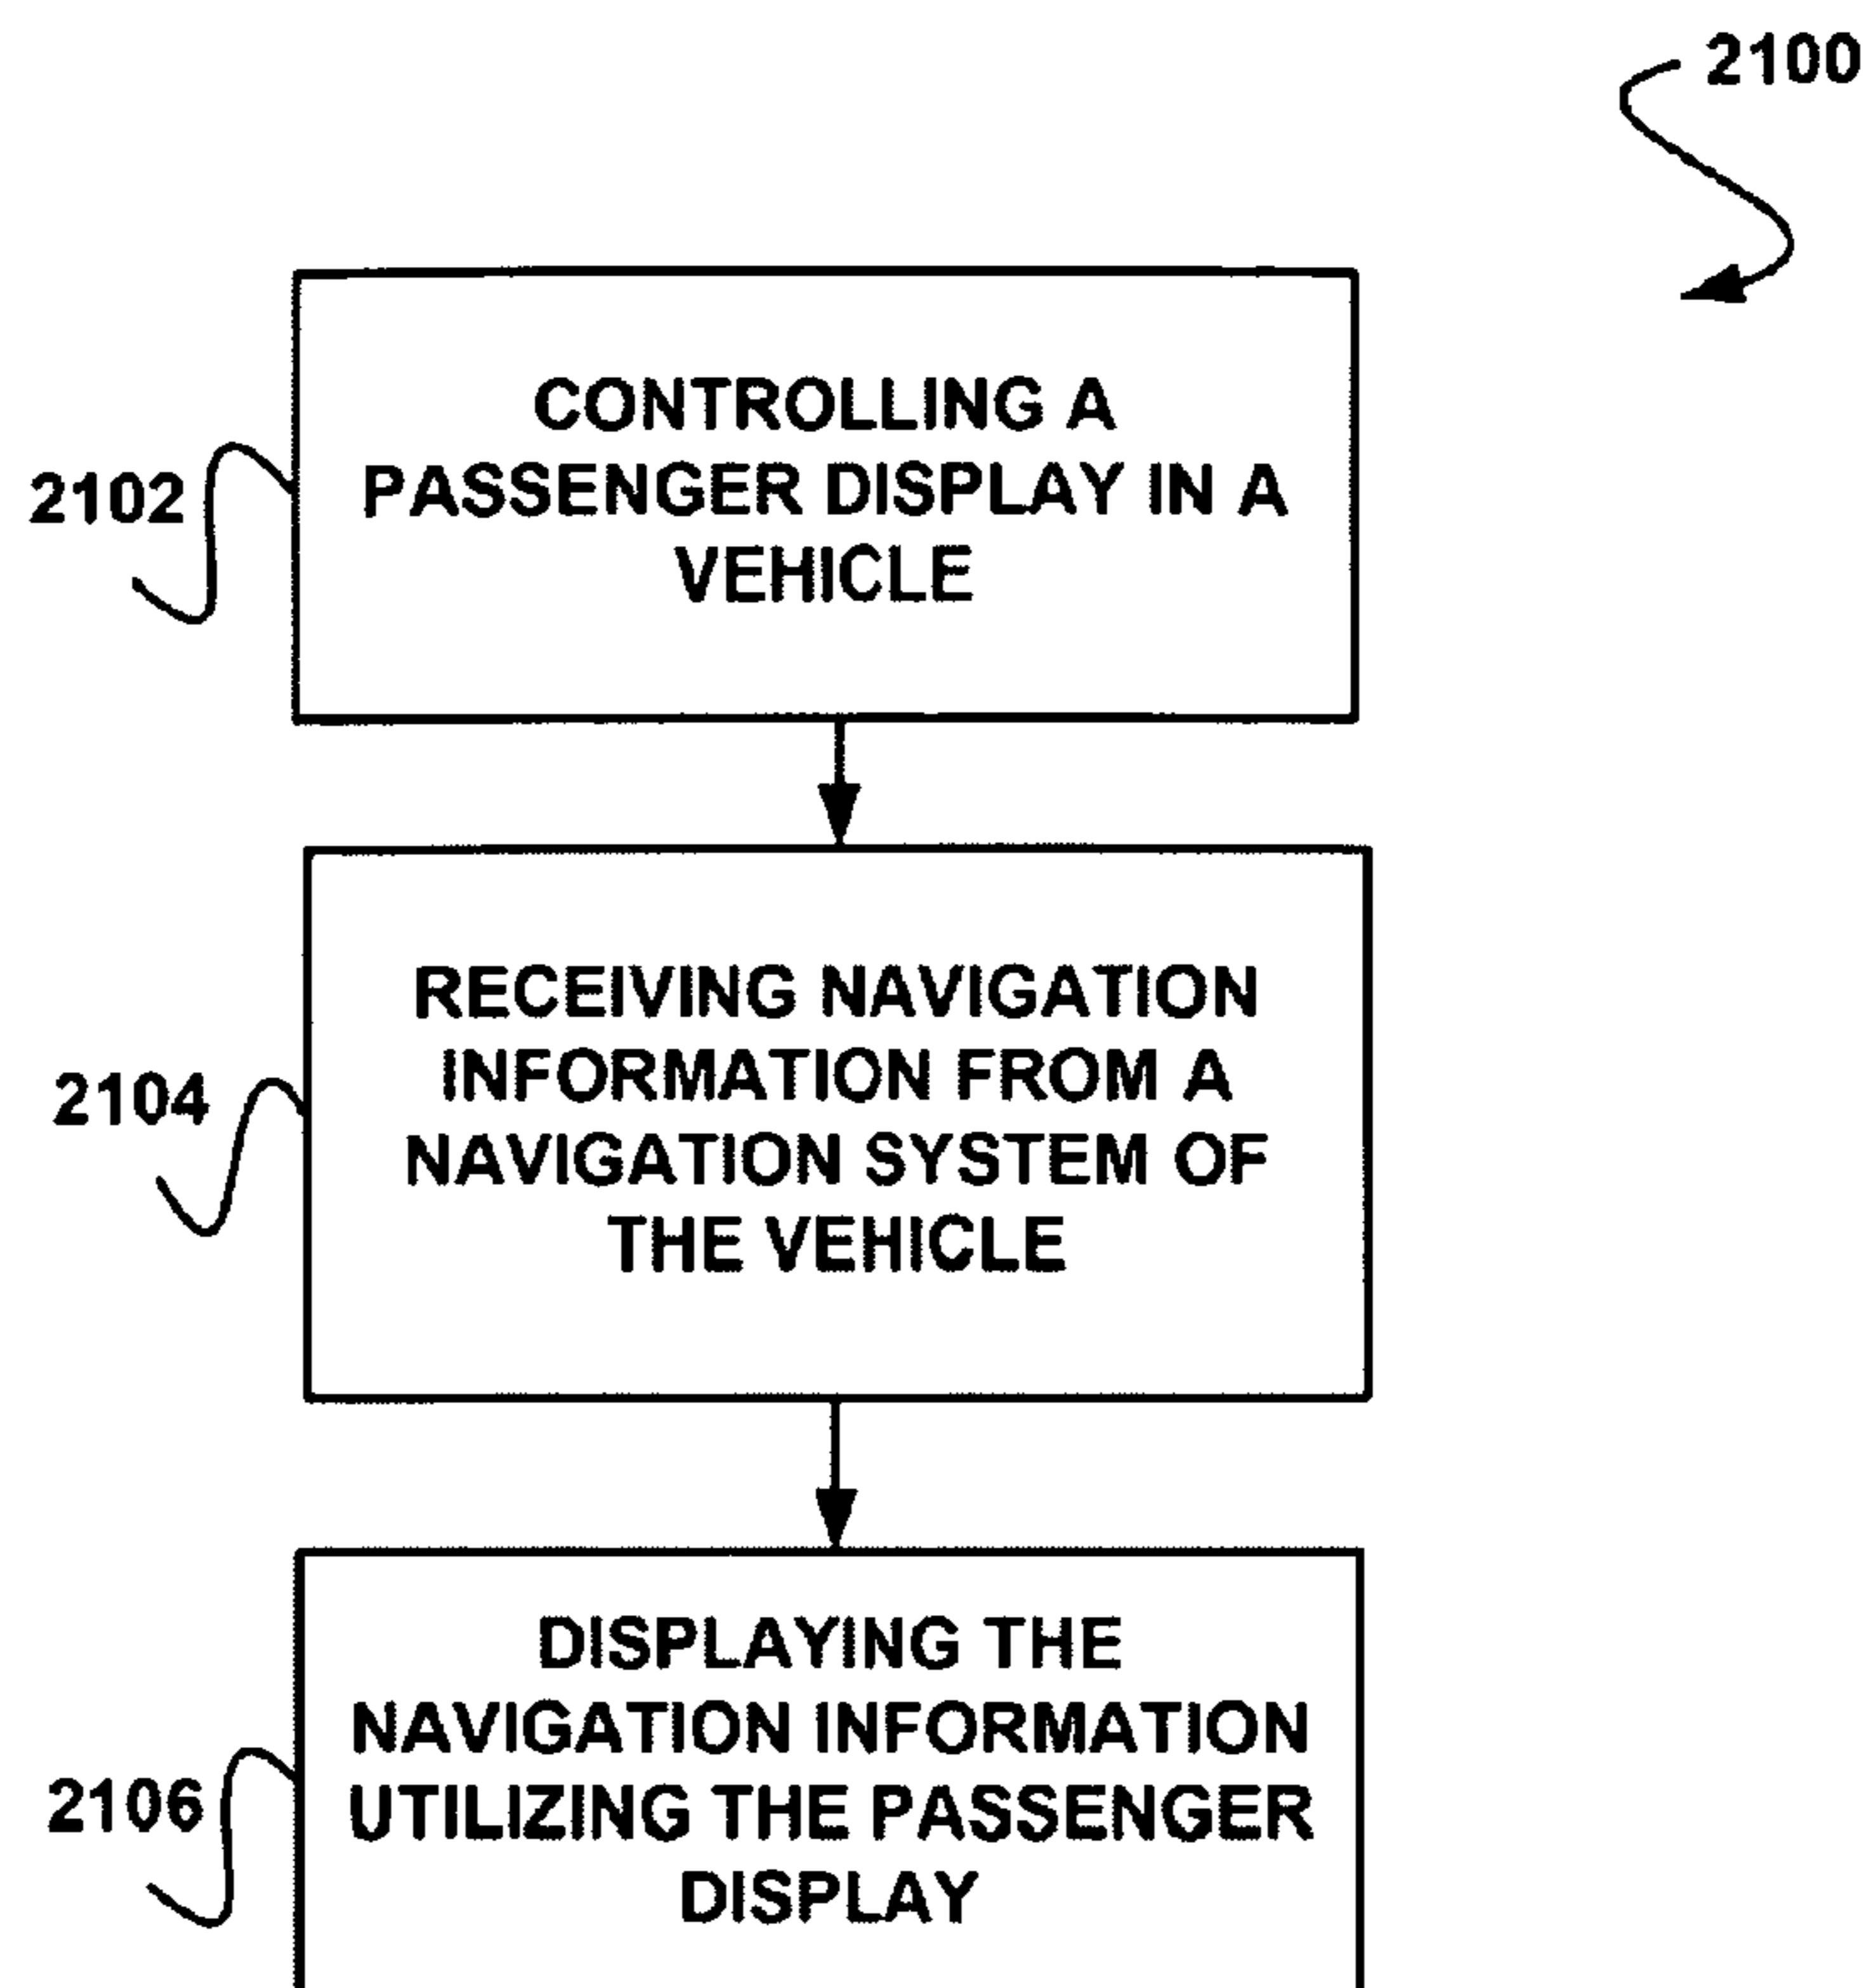 2100
CONTROLLING A
PASSENGER DISPLAY IN A
VEHICLE
2102
RECEIVING NAVIGATION
INFORMATION FROM A
NAVIGATION SYSTEM OF
THE VEHICLE
2104
DISPLAYING THE
NAVIGATION INFORMATION
UTILIZING THE PASSENGER
DISPLAY
2106